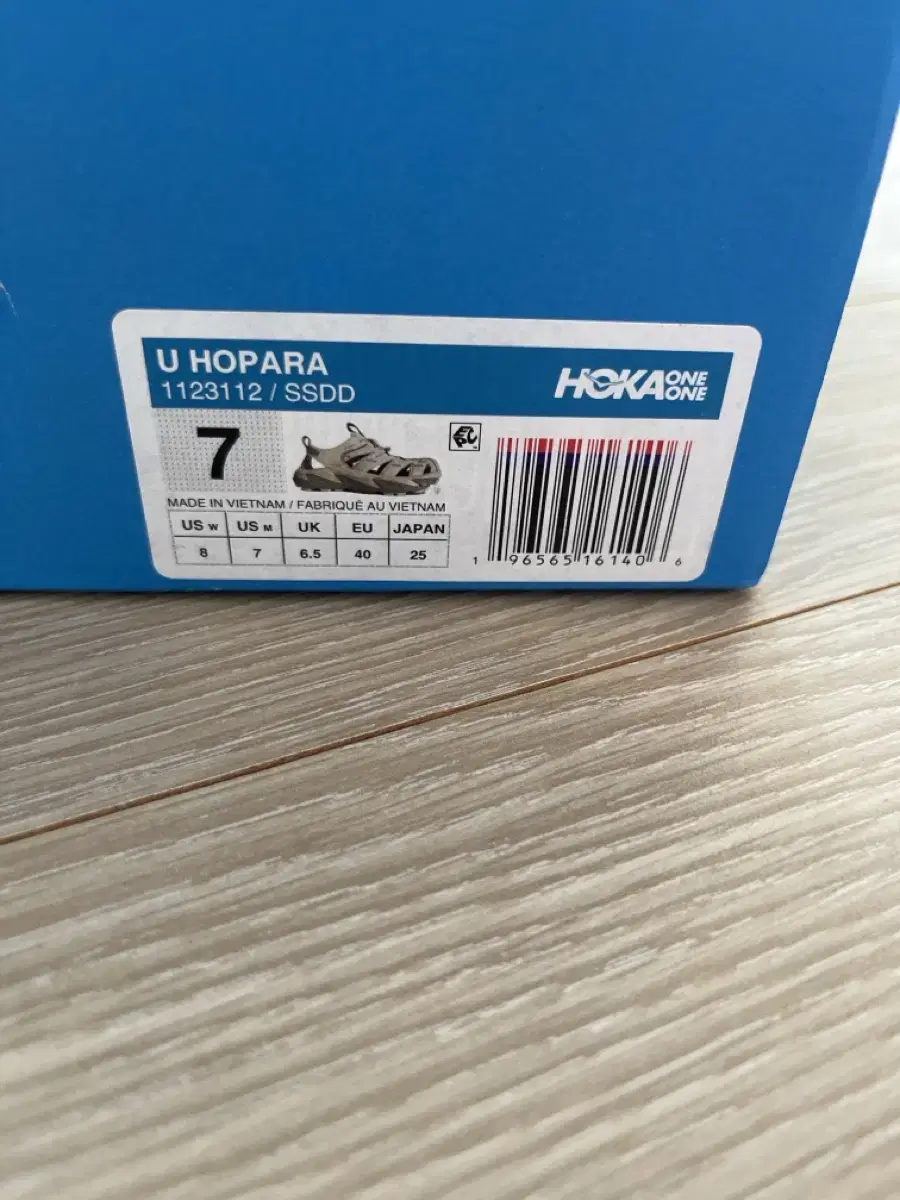 U HOPARA
1123112 / SSDD
HOKA ONE ONE
7
MADE IN VIETNAM / FABRIQUÉ AU VIETNAM
US W US M UK EU JAPAN
8 7 6.5 40 25
1 96565 16140 6